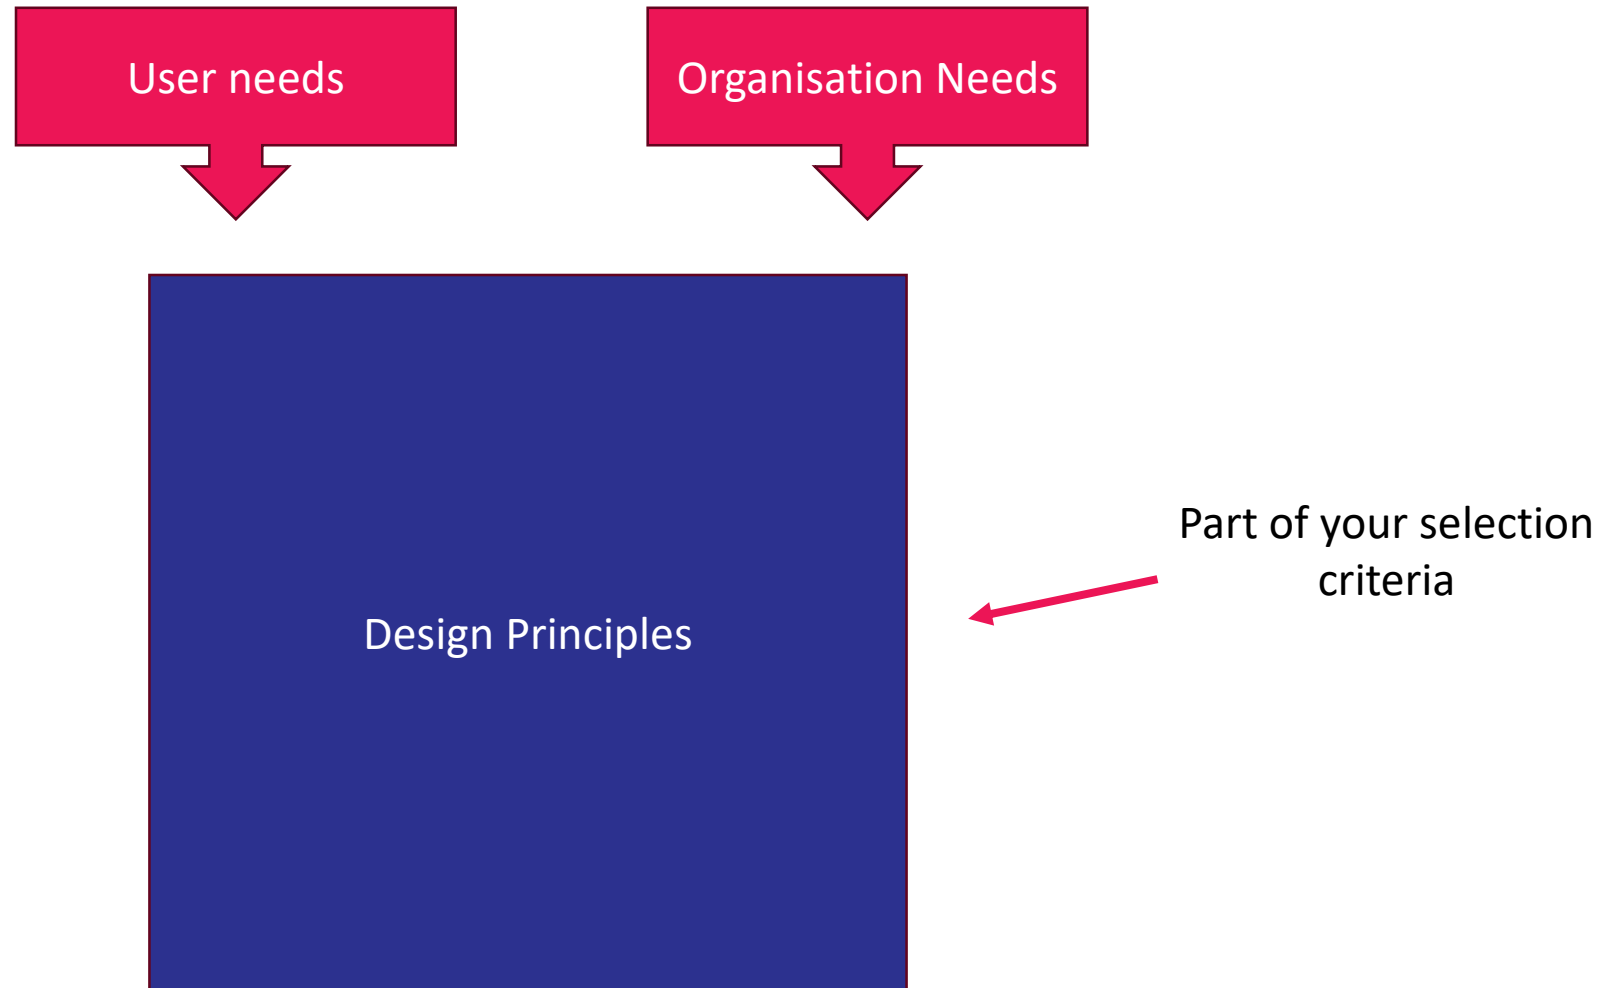 User needs
Organisation Needs
Part of your selection
criteria
Design Principles